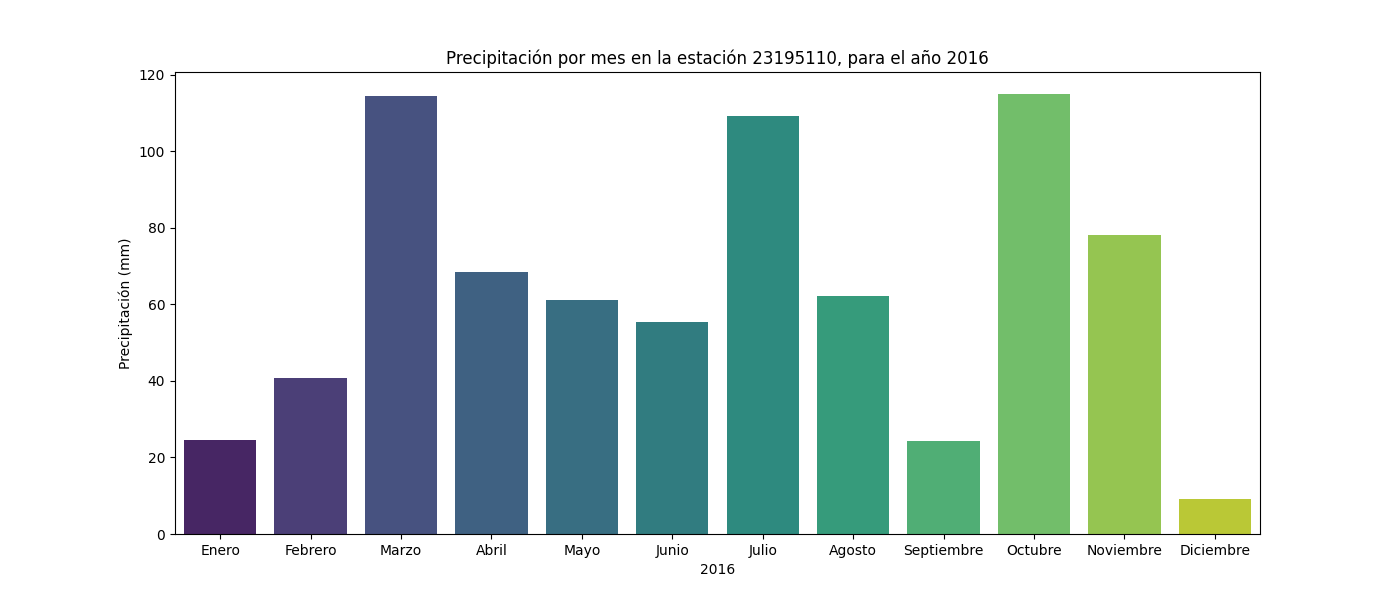 Precipitación por mes en la estación 23195110, para el año 2016
120
100
80
60
40
20
0
Precipitación (mm)
Enero Febrero Marzo Abril Mayo Junio Julio Agosto Septiembre Octubre Noviembre Diciembre
2016